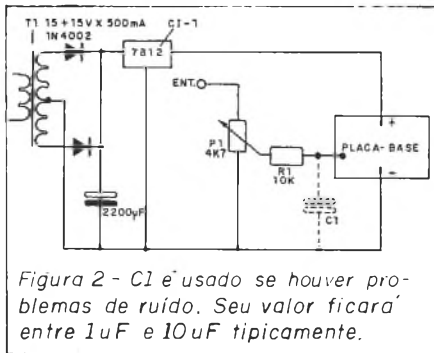 T1 15+15V X 500mA
1N4002
CI-1
7812
ENT.
P1
4K7
R1
10K
+
PLACA-BASE
-
C1
2200µF
Figura 2 - C1 é usado se houver pro-
blemas de ruído. Seu valor ficará
entre 1uF e 10uF tipicamente.